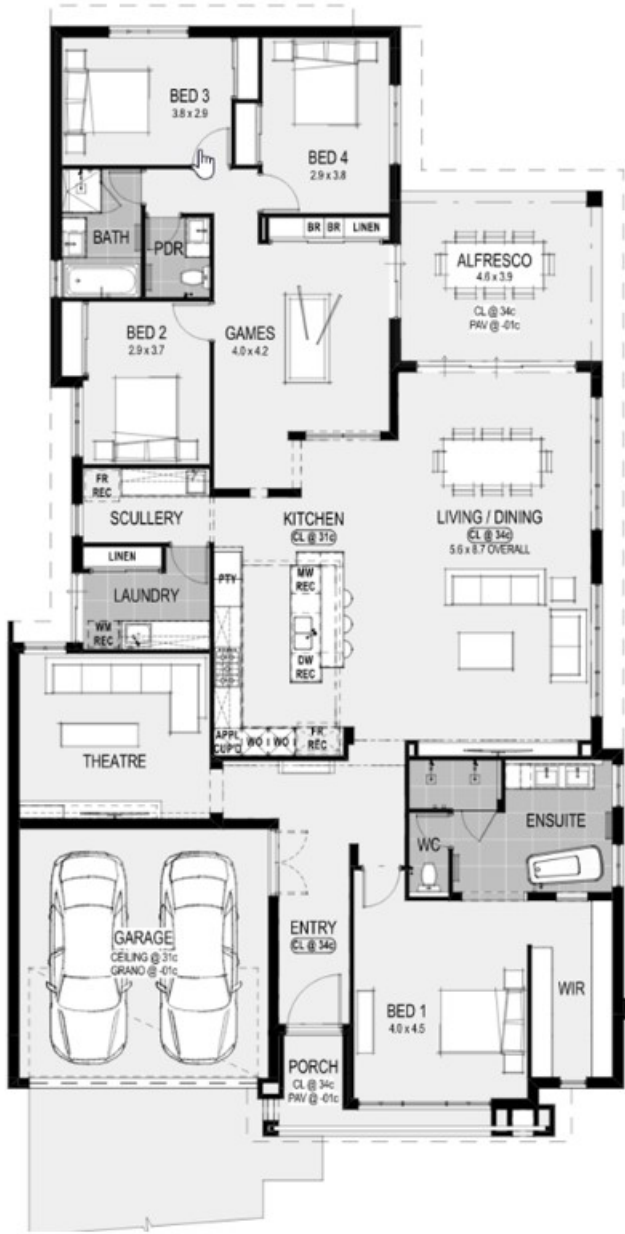 BED 3
3.8 x 2.9
BED 4
2.9 x 3.8
BATH
PDR
BR BR LINEN
ALFRESCO
4.6 x 3.9
CL @ 34c
PAV @ -01c
BED 2
2.9 x 3.7
GAMES
4.0 x 4.2
FR
REC
SCULLERY
KITCHEN
CL @ 31c
LIVING / DINING
CL @ 34c
5.6 x 8.7 OVERALL
LINEN
LAUNDRY
WM
REC
PTY
MW
REC
DW
REC
APPL
CUP'D
WO WO
FR
REC
THEATRE
ENSUITE
WC
GARAGE
CEILING @ 31c
GRANO @ -01c
ENTRY
CL @ 34c
BED 1
4.0 x 4.5
WIR
PORCH
CL @ 34c
PAV @ -01c